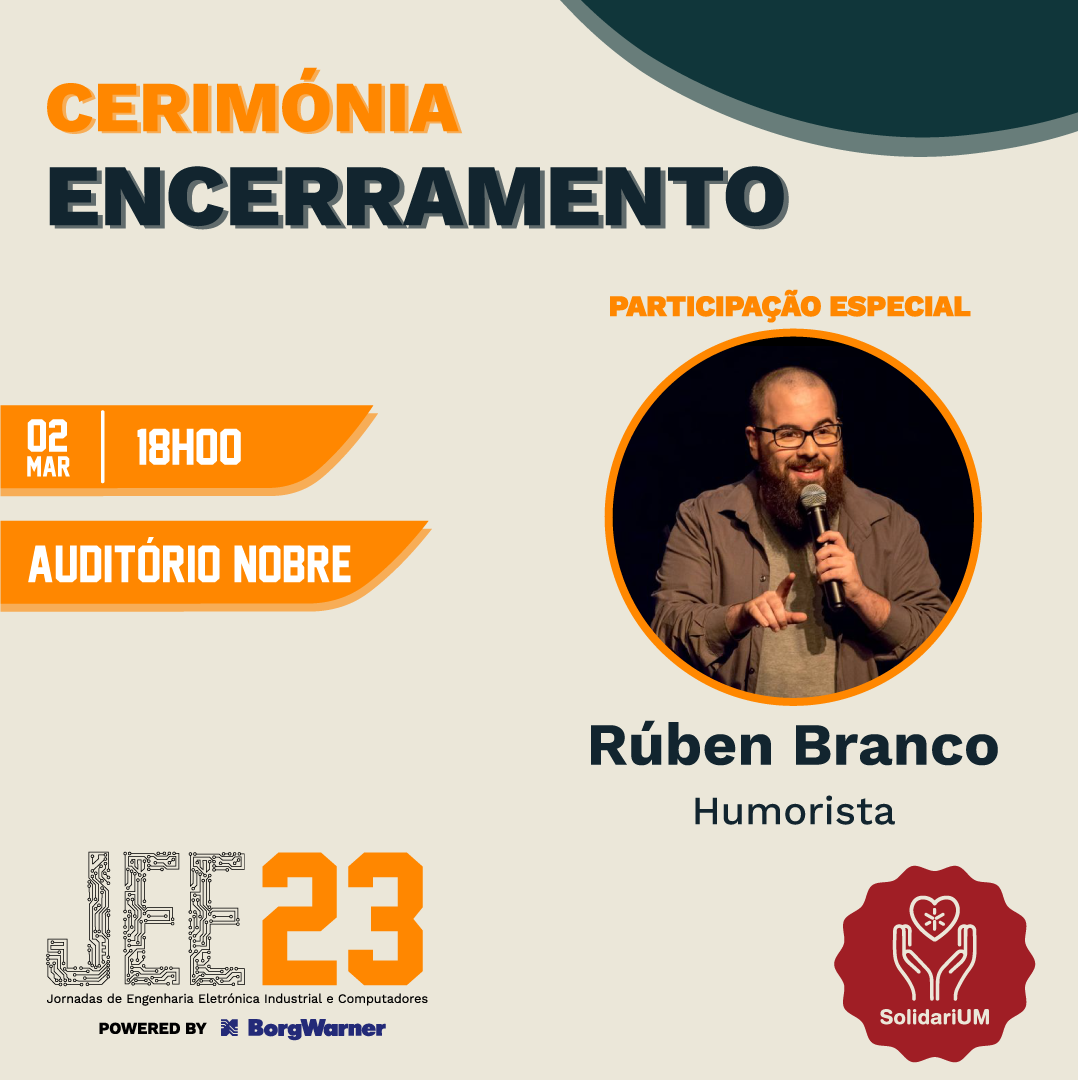 CERIMÓNIA
ENCERRAMENTO
PARTICIPAÇÃO ESPECIAL
02
MAR
18H00
AUDITÓRIO NOBRE
Rúben Branco
Humorista
JEE23
Jornadas de Engenharia Eletrónica Industrial e Computadores
POWERED BY BorgWarner
SolidariUM